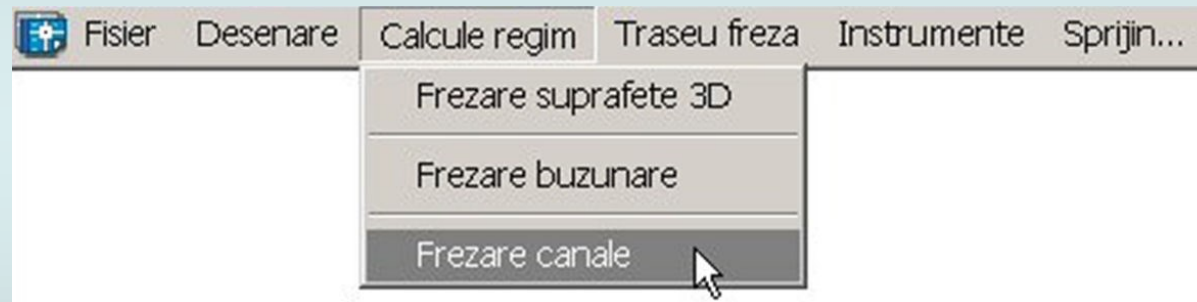 Fisier Desenare Calcule regim Traseu freza Instrumente Sprijin...
Frezare suprafete 3D
Frezare buzunare
Frezare canale